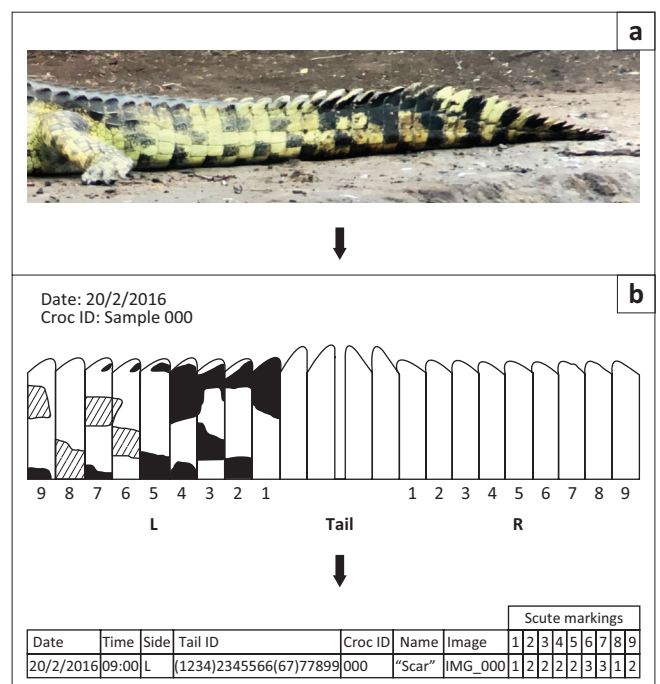 a
b
Date: 20/2/2016
Croc ID: Sample 000
9 8 7 6 5 4 3 2 1 1 2 3 4 5 6 7 8 9
L Tail R
Scute markings
Date Time Side Tail ID Croc ID Name Image 1 2 3 4 5 6 7 8 9
20/2/2016 09:00 L (1234)2345566(67)77899 000 “Scar” IMG_000 1 2 2 2 2 3 3 1 2